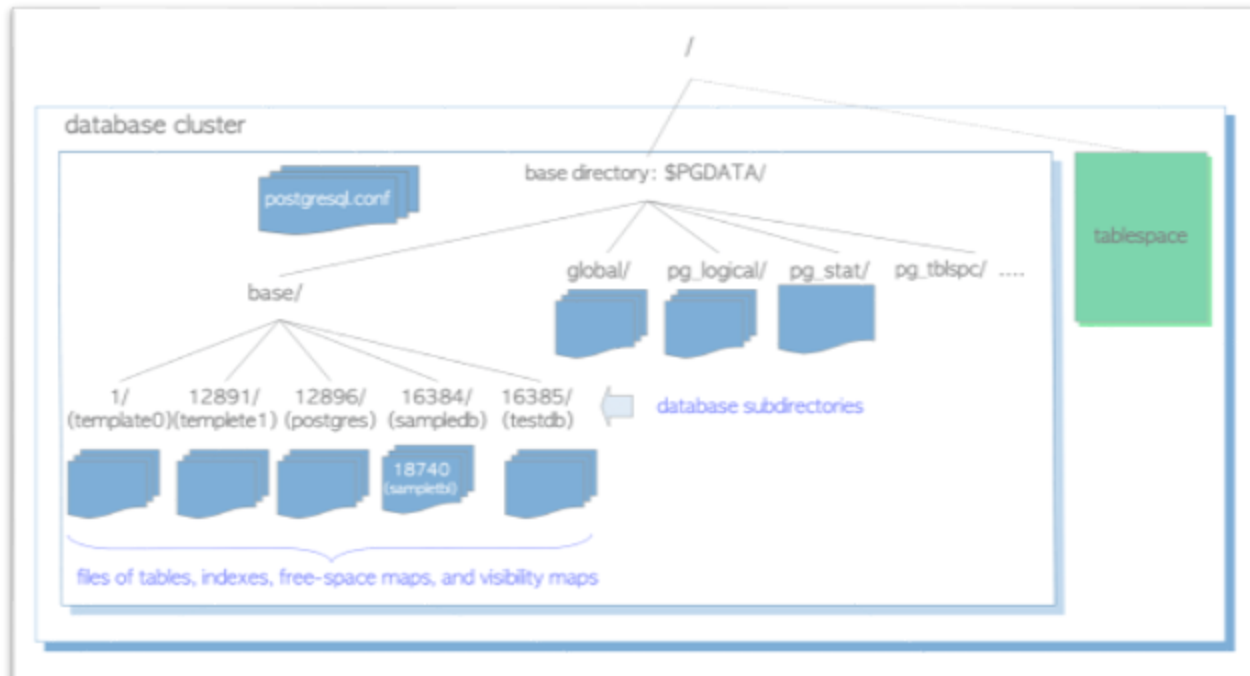 /
database cluster
base directory: $PGDATA/
postgresql.conf
tablespace
global/ pg_logical/ pg_stat/ pg_tblspc/ ....
base/
1/ 12891/ 12896/ 16384/ 16385/
(template0)(templete1) (postgres) (sampledb) (testdb)
database subdirectories
18740
(sampletbl)
files of tables, indexes, free-space maps, and visibility maps